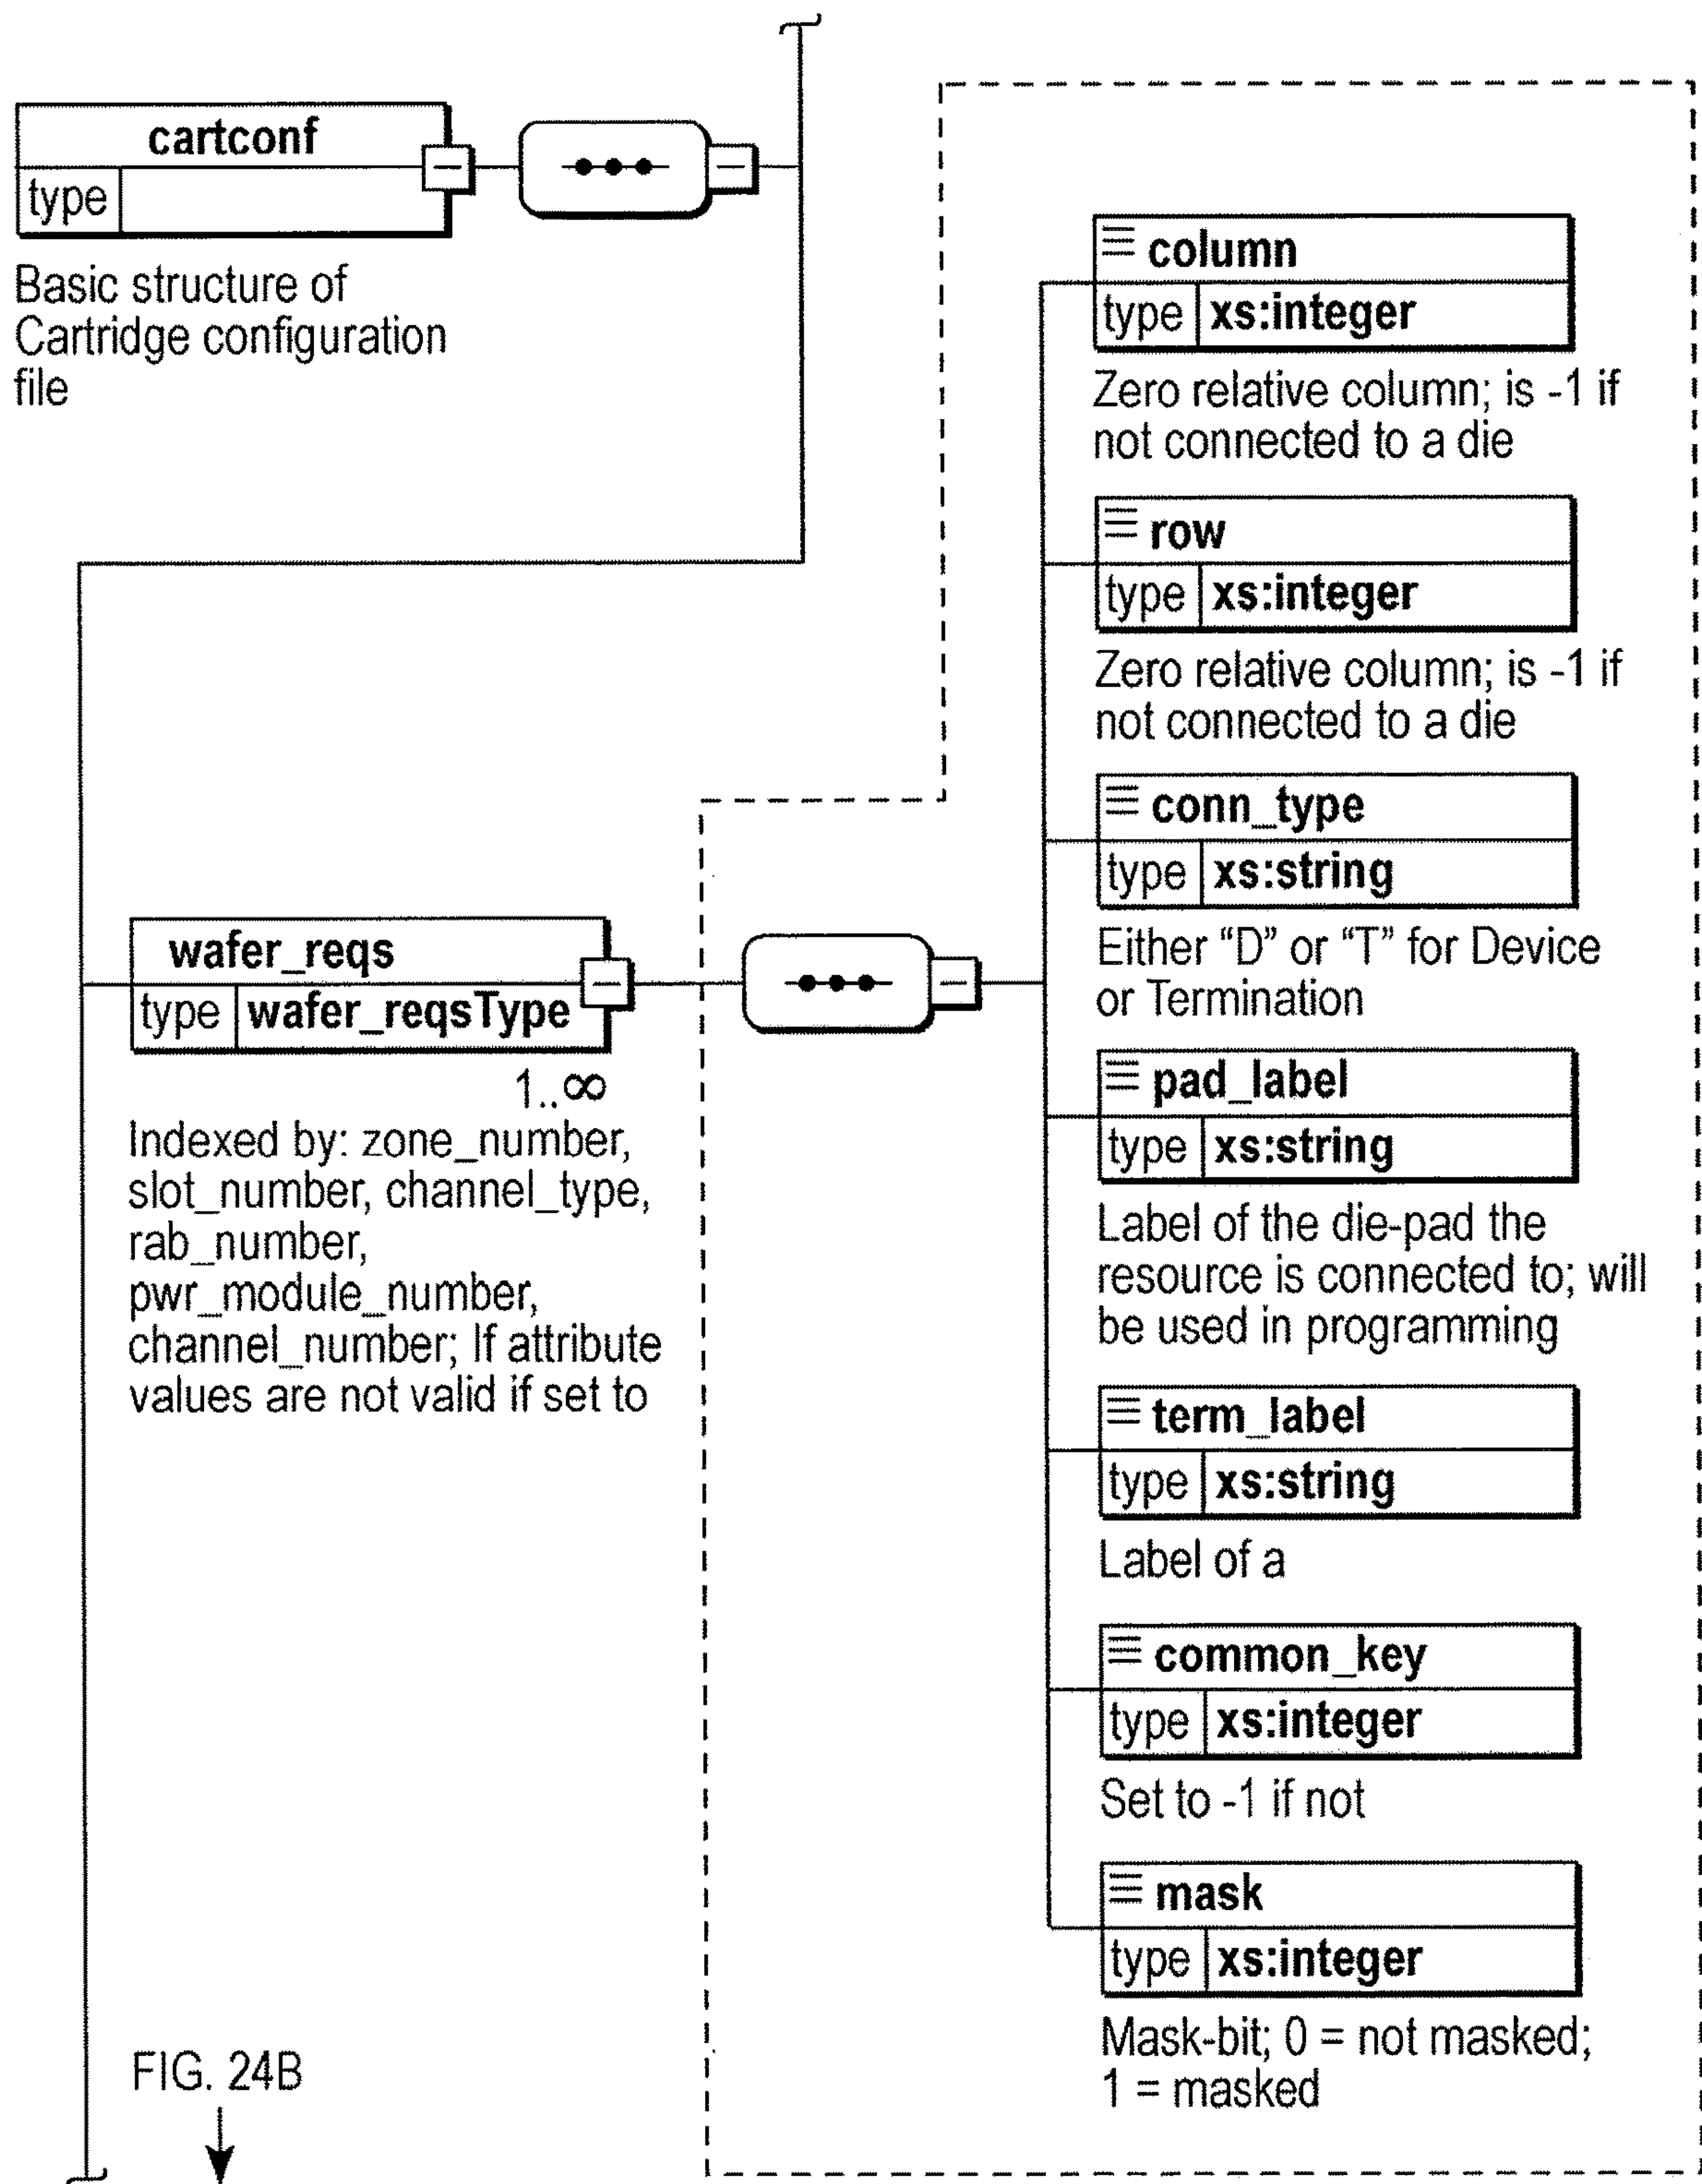 cartconf
type
Basic structure of
Cartridge configuration
file
column
type xs:integer
Zero relative column; is -1 if
not connected to a die
row
type xs:integer
Zero relative column; is -1 if
not connected to a die
conn_type
type xs:string
Either “D” or “T” for Device
or Termination
wafer_reqs
type wafer_reqsType
1..∞
Indexed by: zone_number,
slot_number, channel_type,
rab_number,
pwr_module_number,
channel_number; If attribute
values are not valid if set to
pad_label
type xs:string
Label of the die-pad the
resource is connected to; will
be used in programming
term_label
type xs:string
Label of a
common_key
type xs:integer
Set to -1 if not
mask
type xs:integer
Mask-bit; 0 = not masked;
1 = masked
FIG. 24B